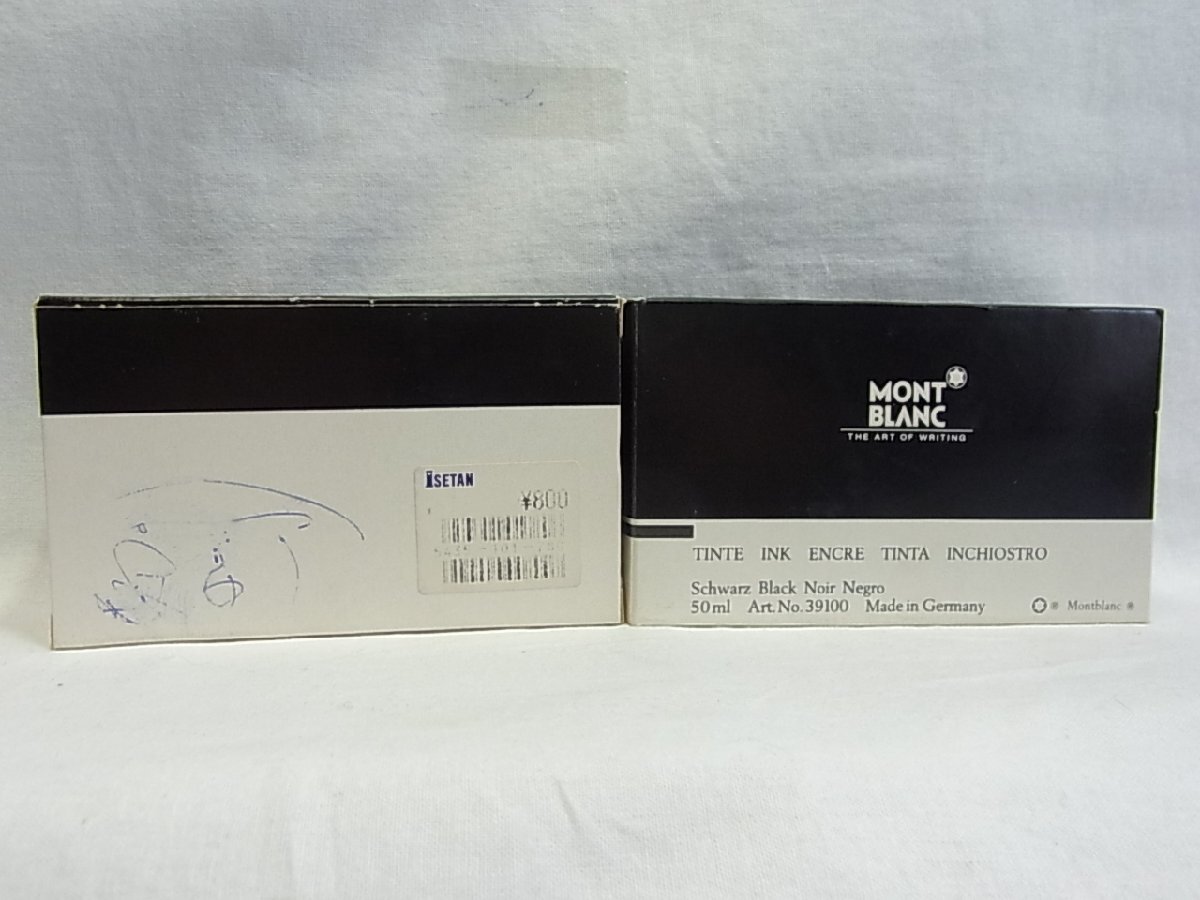 ISETAN
¥800
MONT
BLANC
THE ART OF WRITING
TINTE INK ENCRE TINTA INCHIOSTRO
Schwarz Black Noir Negro
50ml Art. No. 39100 Made in Germany
® Montblanc ®